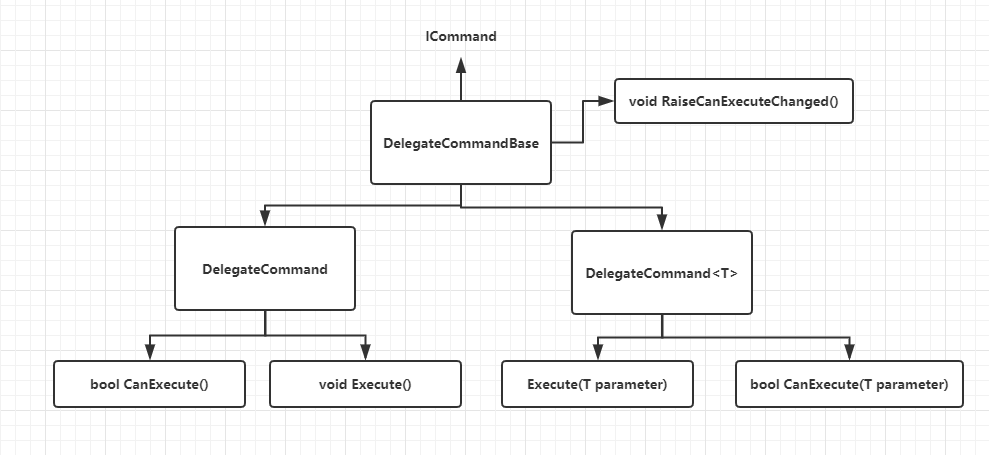 ICommand
void RaiseCanExecuteChanged()
DelegateCommandBase
DelegateCommand
DelegateCommand<T>
bool CanExecute()
void Execute()
Execute(T parameter)
bool CanExecute(T parameter)